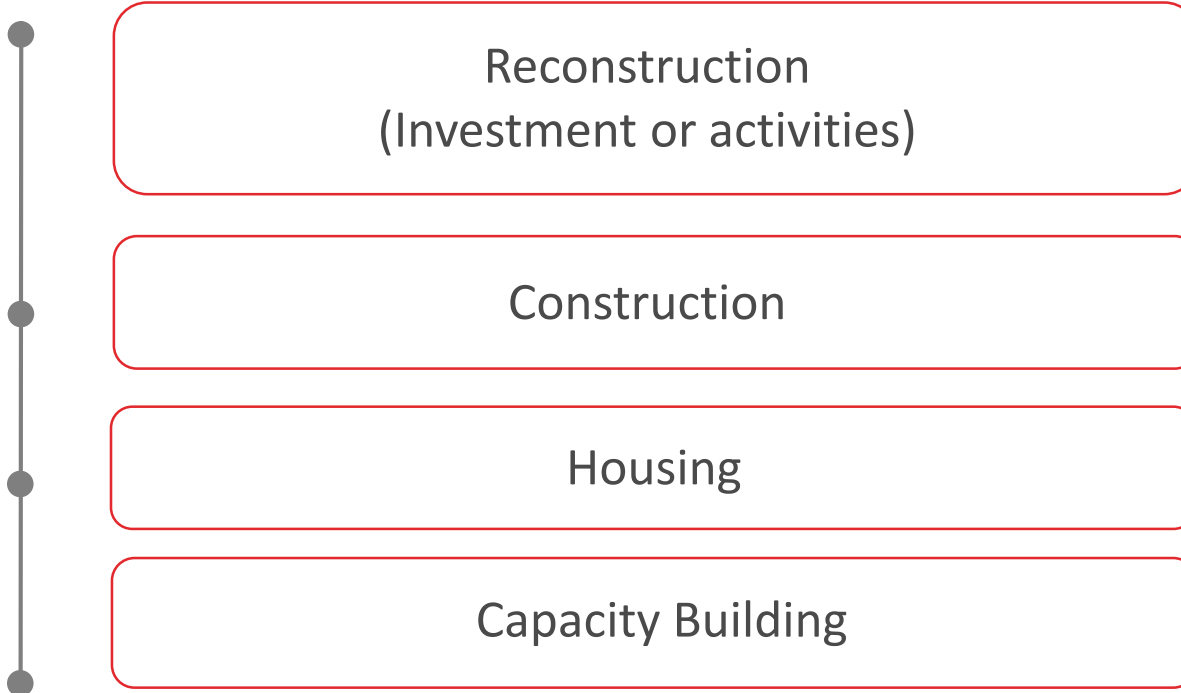 Reconstruction
(Investment or activities)
Construction
Housing
Capacity Building